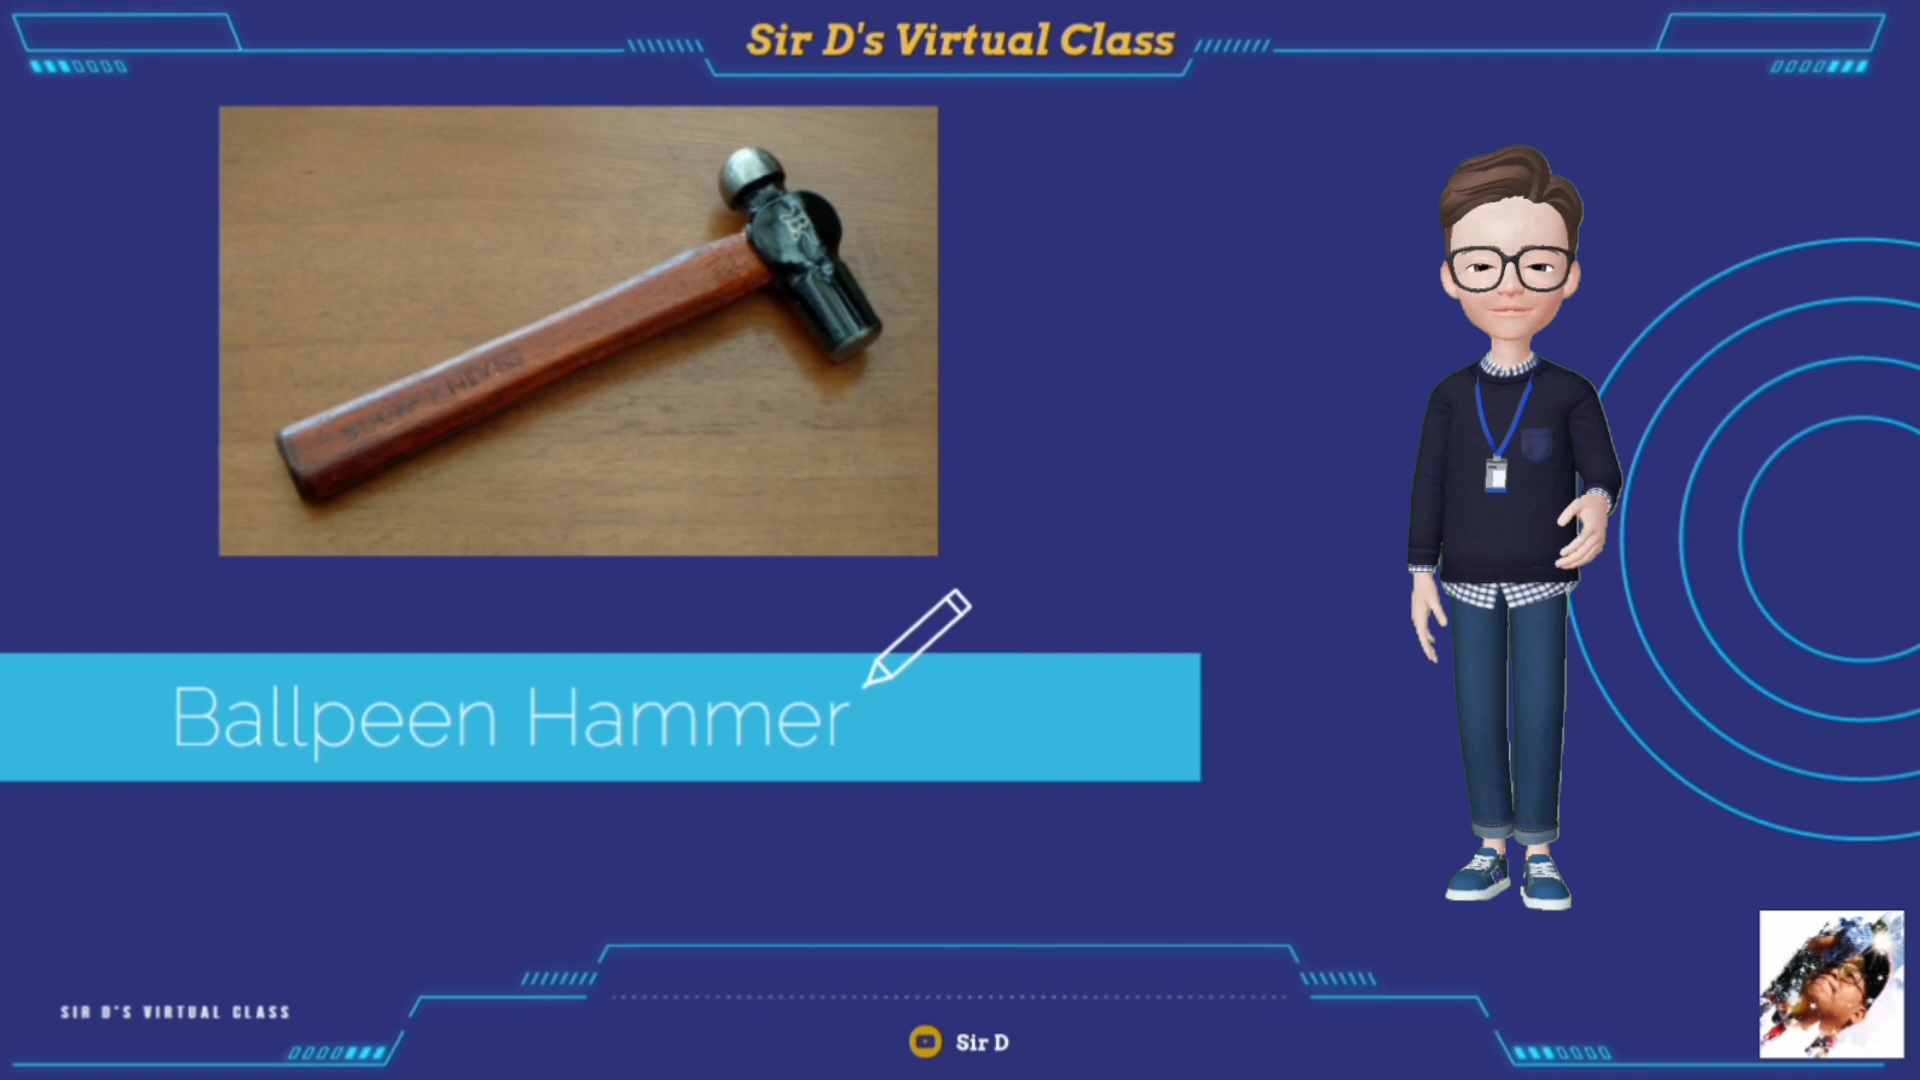 Sir D's Virtual Class
Ballpeen Hammer
SIR D'S VIRTUAL CLASS
Sir D